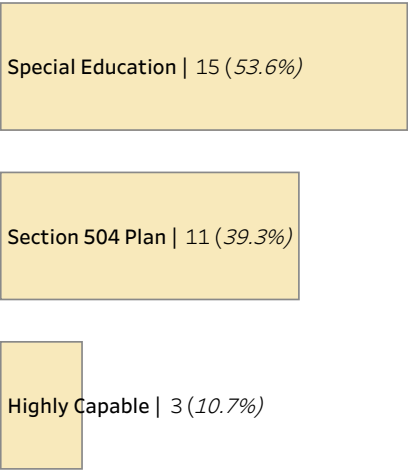 Special Education | 15 (53.6%)
Section 504 Plan | 11 (39.3%)
Highly Capable | 3 (10.7%)